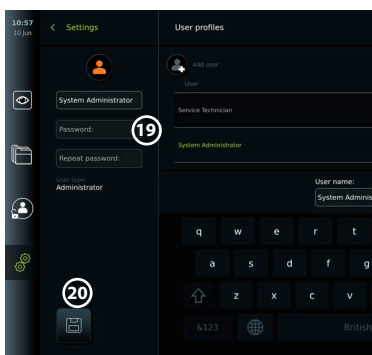 10:57
10 Jun
Settings
User profiles
Add user
User
System Administrator
Service Technician
Password:
19
System Administrator
Repeat password:
User type:
Administrator
User name:
System Adminis
q w e r t
a s d f g
20
z x c v
&123
British